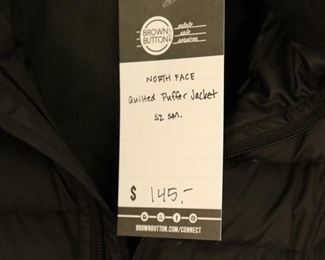 BROWN BUTTON
estate
sale
services
NORTH FACE
Quilted Puffer Jacket
SZ SM.
$ 145.-
BROWNBUTTON.COM/CONNECT